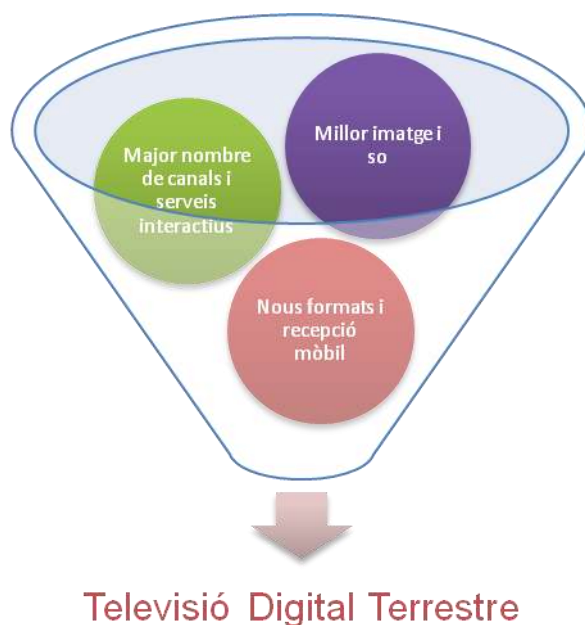 Millor imatge i
so
Major nombre
de canals i
serveis
interactius
Nous formats i
recepció
mòbil
Televisió Digital Terrestre